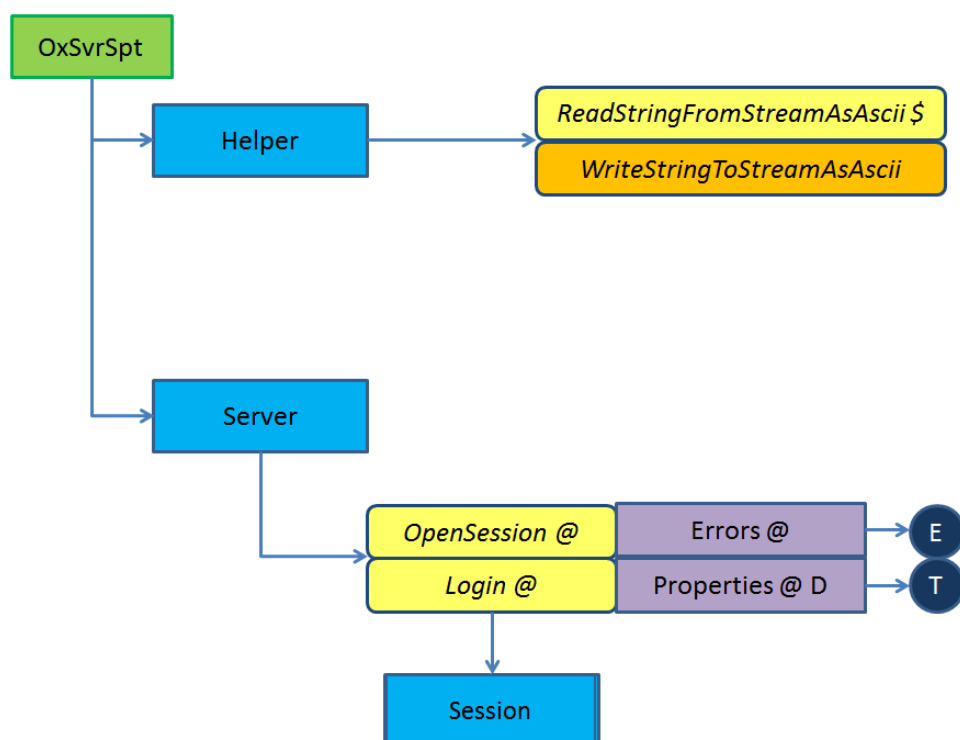 OxSvrSpt
Helper
ReadStringFromStreamAsAscii $
WriteStringToStreamAsAscii
Server
OpenSession @
Errors @
E
Login @
Properties @ D
T
Session